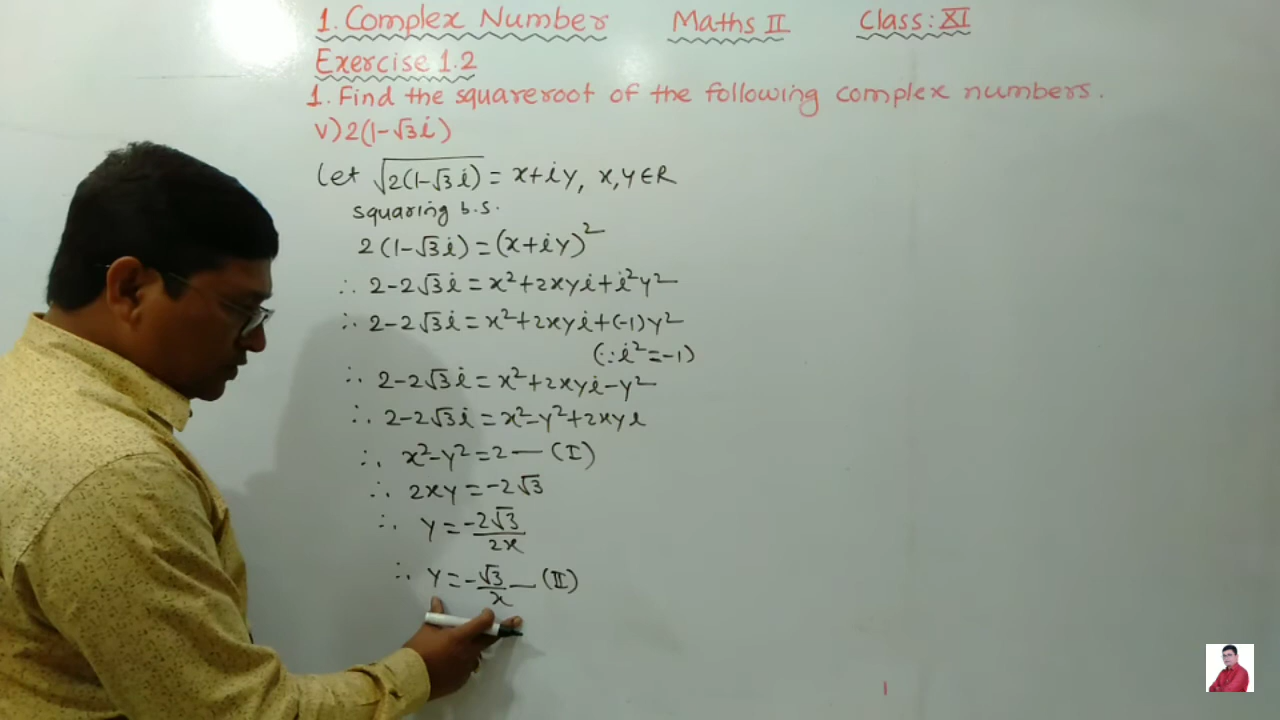 1. Complex Number Maths II Class: XI
Exercise 1.2
1. Find the squareroot of the following complex numbers.
V) 2(1-√3i)
Let √2(1-√3i) = x+iy, x,y∈R
squaring b.s.
2(1-√3i) = (x+iy)²
∴ 2-2√3i = x²+2xyi+i²y²
∴ 2-2√3i = x²+2xyi+(-1)y²
(∵ i²=-1)
∴ 2-2√3i = x²+2xyi-y²
∴ 2-2√3i = x²-y²+2xyi
∴ x²-y²=2 — (I)
∴ 2xy = -2√3
∴ y = -2√3/2x
∴ y = -√3/x — (II)